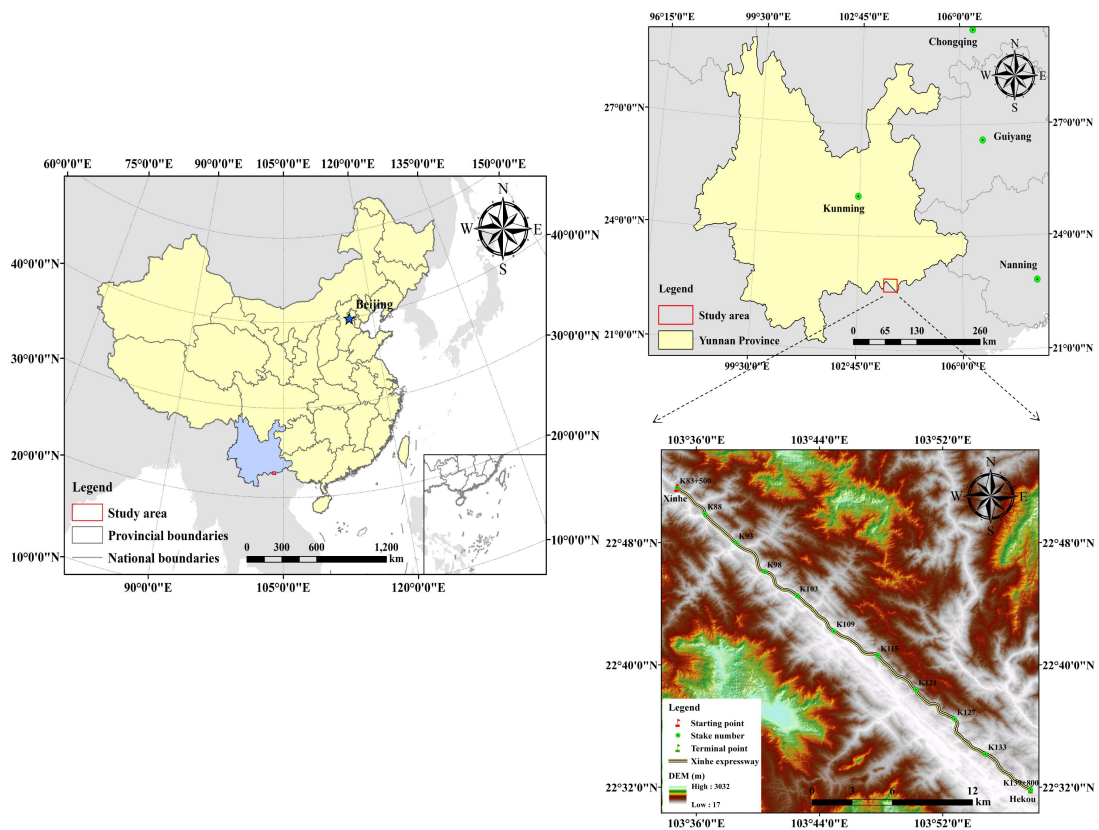 60°0'0"E 75°0'0"E 90°0'0"E 105°0'0"E 120°0'0"E 135°0'0"E 150°0'0"E
N
W E
S
40°0'0"N
40°0'0"N
Beijing
30°0'0"N
30°0'0"N
20°0'0"N
20°0'0"N
10°0'0"N
10°0'0"N
Legend
Study area
Provincial boundaries
National boundaries
0 300 600 1,200
km
90°0'0"E 105°0'0"E 120°0'0"E
96°15'0"E 99°30'0"E 102°45'0"E 106°0'0"E
Chongqing
N
W E
S
27°0'0"N
27°0'0"N
Guiyang
Kunming
24°0'0"N
24°0'0"N
Nanning
Legend
Study area
Yunnan Province
0 65 130 260
km
21°0'0"N
21°0'0"N
99°30'0"E 102°45'0"E 106°0'0"E
103°36'0"E 103°44'0"E 103°52'0"E
N
W E
S
K83+500
Xinhe
K88
K93
K98
K103
K109
K115
K121
K127
K133
K139+800
Hekou
22°48'0"N
22°48'0"N
22°40'0"N
22°40'0"N
22°32'0"N
22°32'0"N
Legend
Starting point
Stake number
Terminal point
Xinhe expressway
DEM (m)
High : 3032
Low : 17
0 3 6 12
km
103°36'0"E 103°44'0"E 103°52'0"E